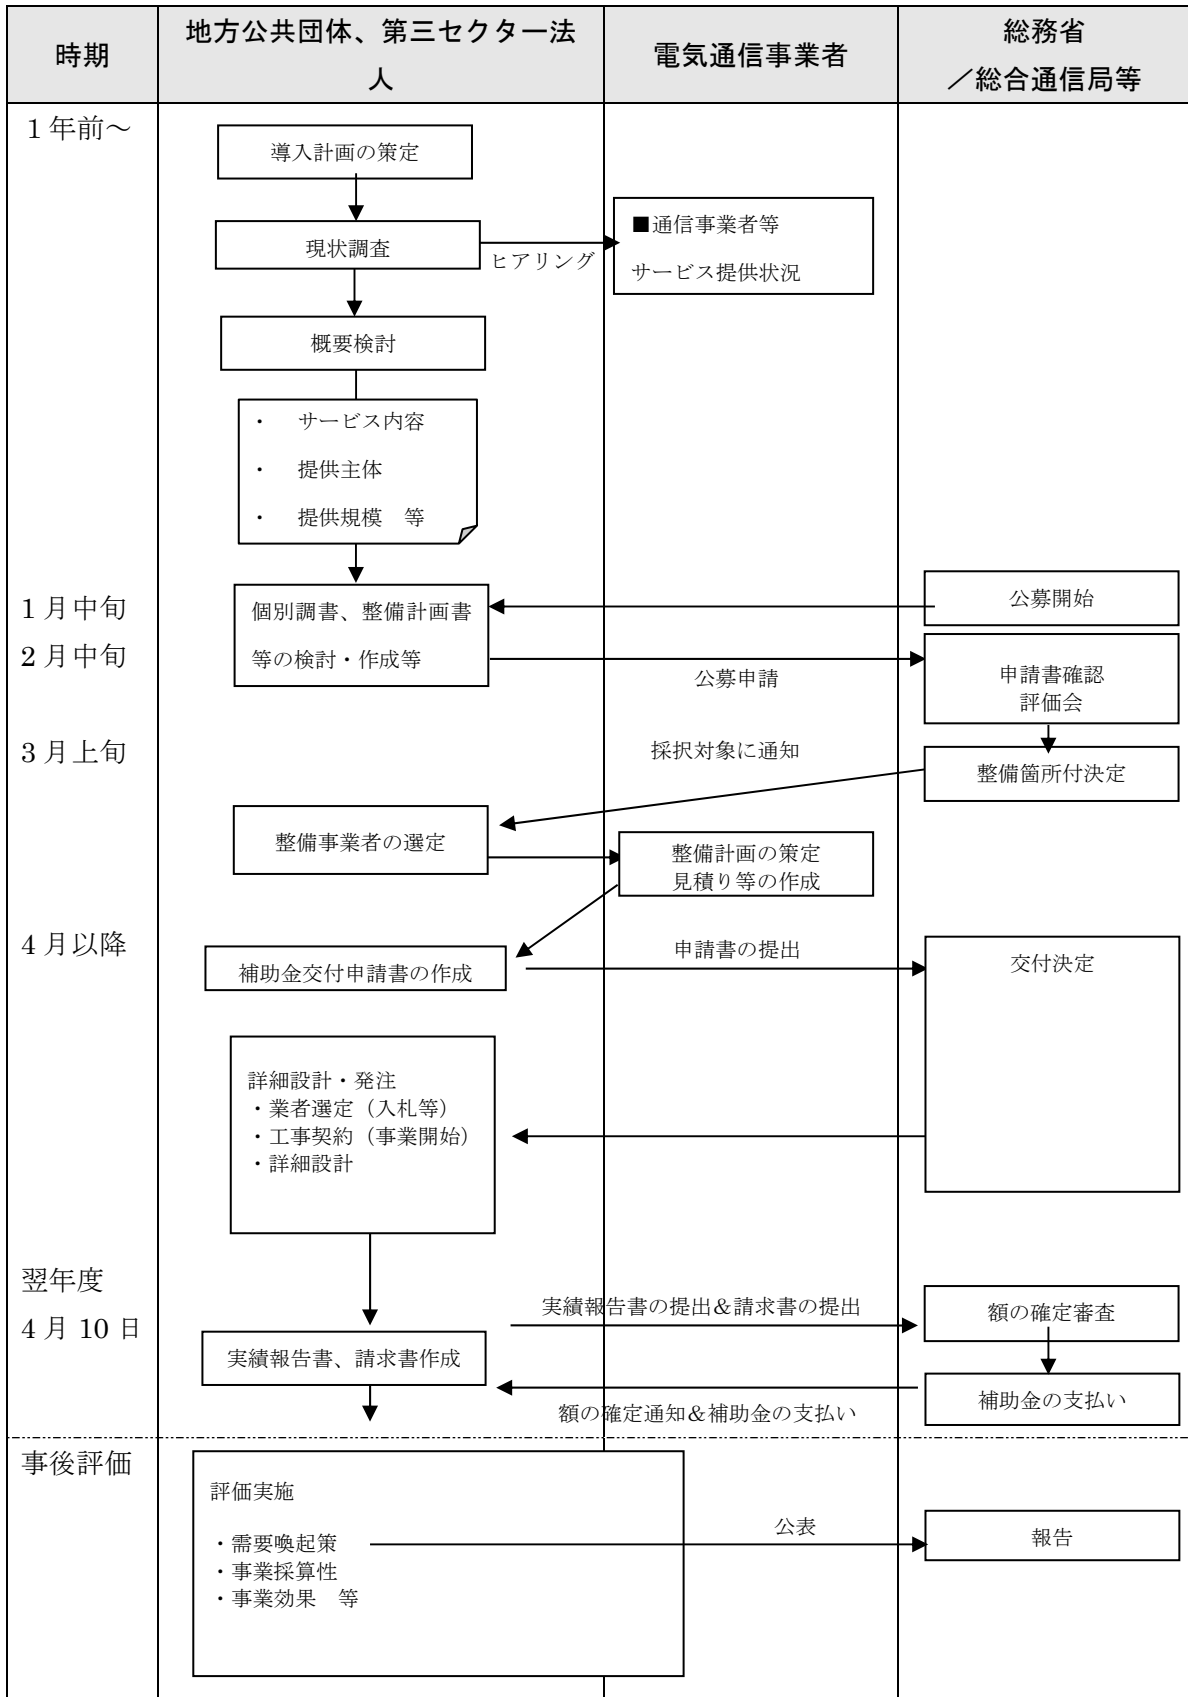 時期
地方公共団体、第三セクター法
人
電気通信事業者
総務省
／総合通信局等
1年前～
導入計画の策定
現状調査
ヒアリング
■通信事業者等
サービス提供状況
概要検討
・ サービス内容
・ 提供主体
・ 提供規模　等
1月中旬
個別調書、整備計画書
公募開始
2月中旬
等の検討・作成等
公募申請
申請書確認
評価会
3月上旬
採択対象に通知
整備箇所付決定
整備事業者の選定
整備計画の策定
見積り等の作成
4月以降
補助金交付申請書の作成
申請書の提出
交付決定
詳細設計・発注
・業者選定（入札等）
・工事契約（事業開始）
・詳細設計
翌年度
4月10日
実績報告書の提出&請求書の提出
額の確定審査
実績報告書、請求書作成
額の確定通知&補助金の支払い
補助金の支払い
事後評価
評価実施
・需要喚起策
・事業採算性
・事業効果　等
公表
報告